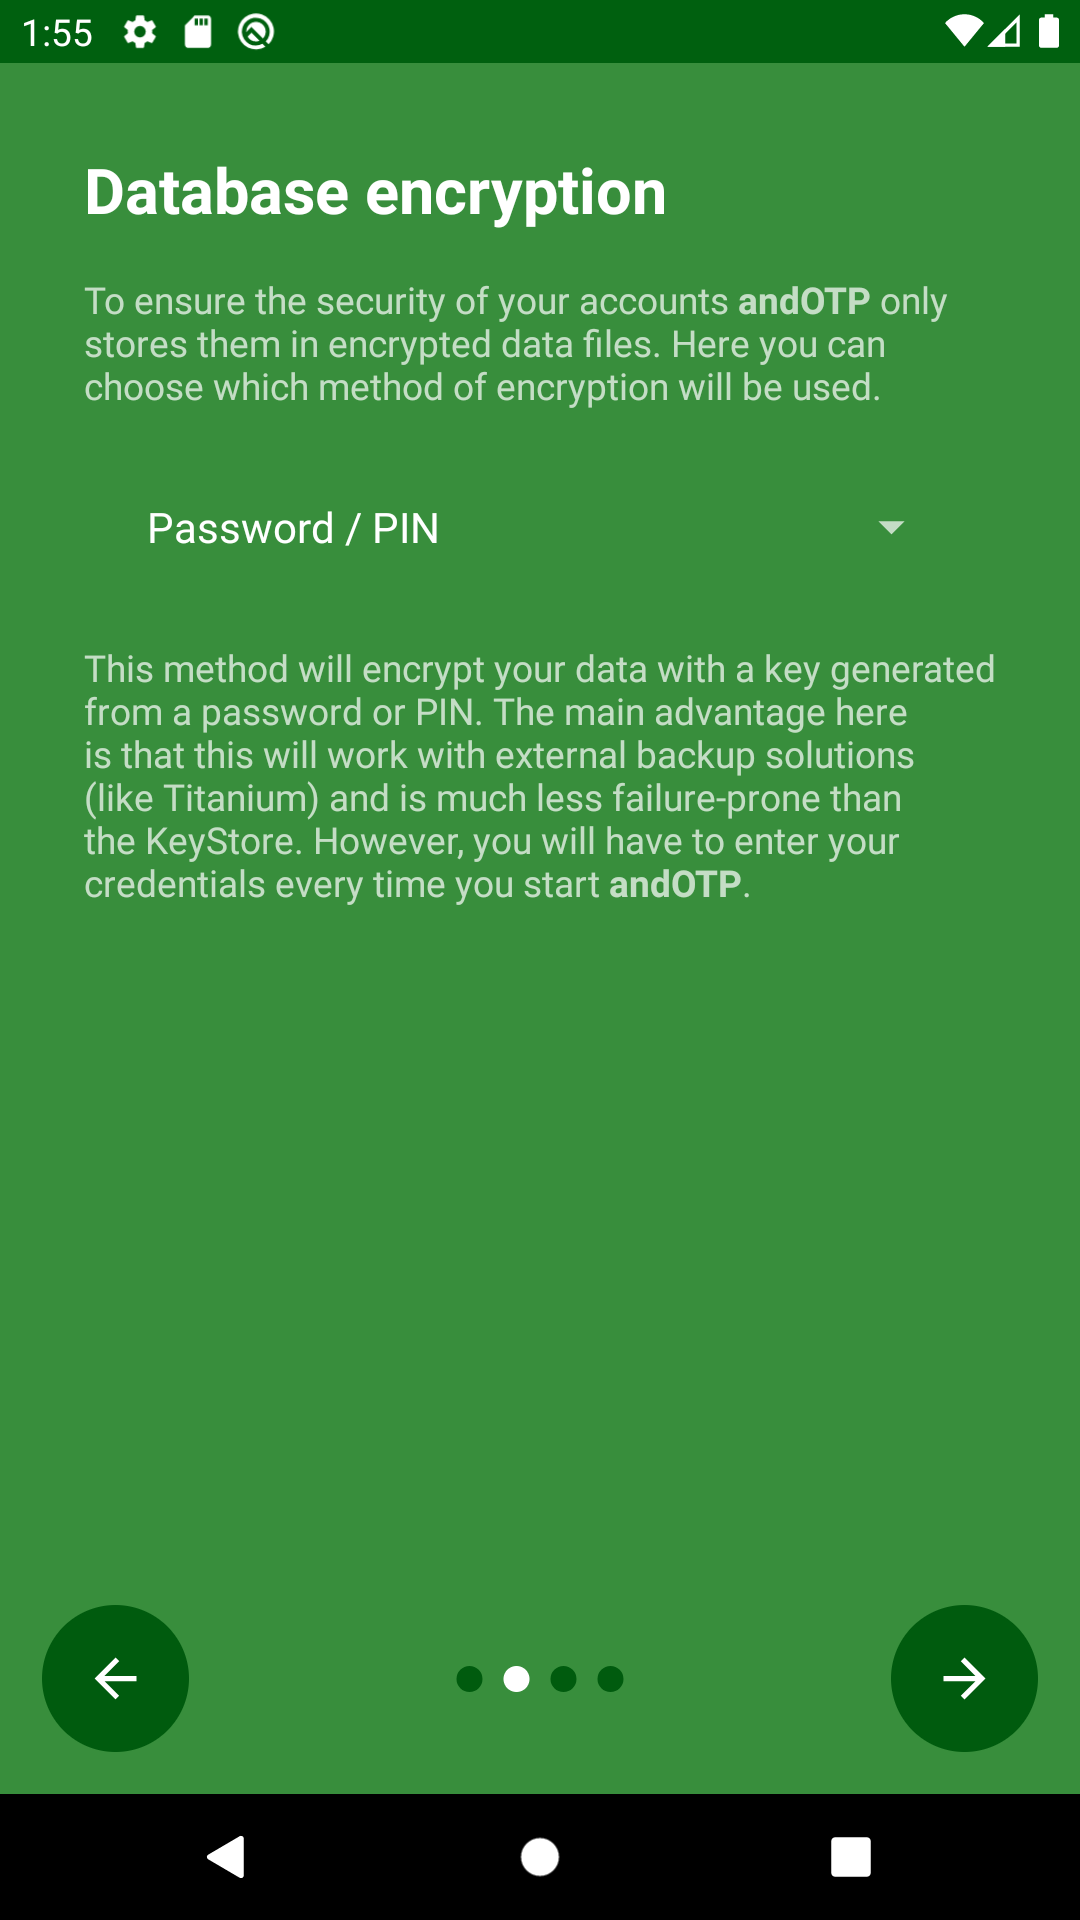 1:55
Database encryption
To ensure the security of your accounts andOTP only
stores them in encrypted data files. Here you can
choose which method of encryption will be used.
Password / PIN
This method will encrypt your data with a key generated
from a password or PIN. The main advantage here
is that this will work with external backup solutions
(like Titanium) and is much less failure-prone than
the KeyStore. However, you will have to enter your
credentials every time you start andOTP.